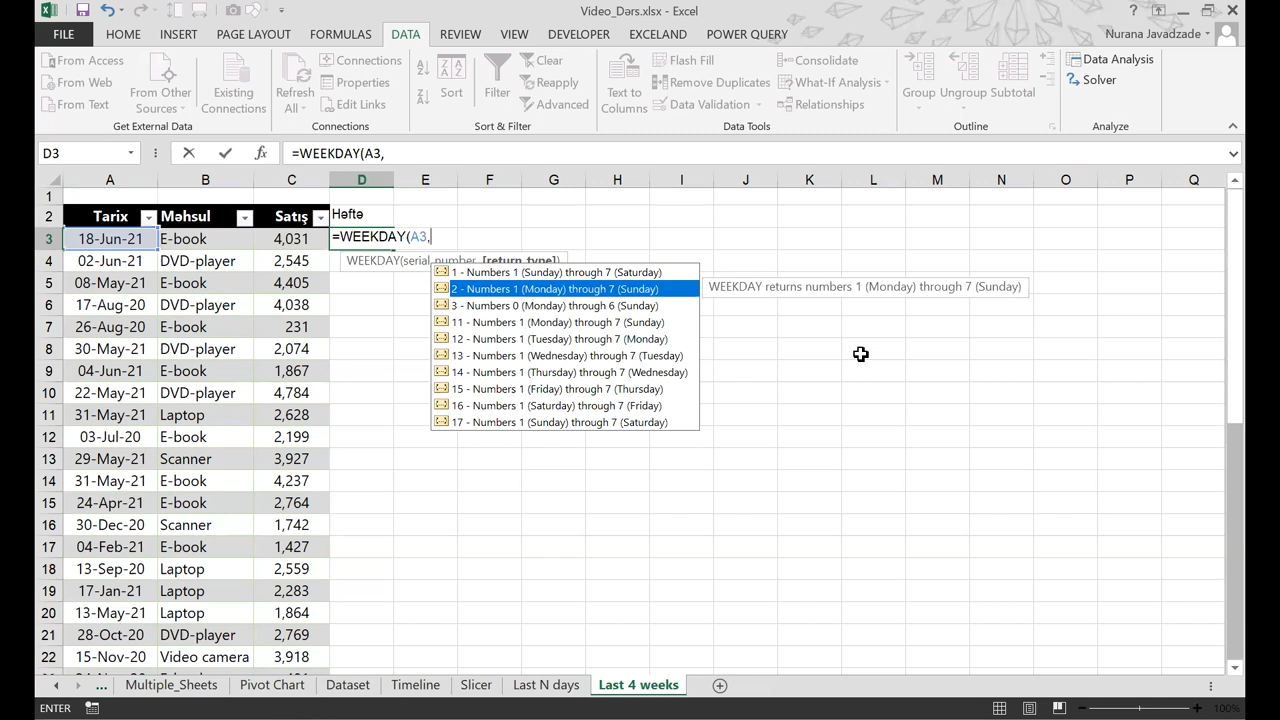 Video_Dərs.xlsx - Excel
FILE HOME INSERT PAGE LAYOUT FORMULAS DATA REVIEW VIEW DEVELOPER EXCELAND POWER QUERY Nurana Javadzade
From Access
From Web
From Text
From Other Sources
Existing Connections
Get External Data
Refresh All
Connections
Properties
Edit Links
Connections
Sort
Filter
Clear
Reapply
Advanced
Sort & Filter
Text to Columns
Flash Fill
Remove Duplicates
Data Validation
Consolidate
What-If Analysis
Relationships
Data Tools
Group
Ungroup
Subtotal
Outline
Data Analysis
Solver
Analyze
D3 fx =WEEKDAY(A3,
A B C D E F G H I J K L M N O P Q
1
2 Tarix Məhsul Satış Həftə
3 18-Jun-21 E-book 4,031 =WEEKDAY(A3,
4 02-Jun-21 DVD-player 2,545 WEEKDAY(serial_number, [return_type])
5 08-May-21 E-book 4,405
6 17-Aug-20 DVD-player 4,038
7 26-Aug-20 E-book 231
8 30-May-21 DVD-player 2,074
9 04-Jun-21 E-book 1,867
10 22-May-21 DVD-player 4,784
11 31-May-21 Laptop 2,628
12 03-Jul-20 E-book 2,199
13 29-May-21 Scanner 3,927
14 31-May-21 E-book 4,237
15 24-Apr-21 E-book 2,764
16 30-Dec-20 Scanner 1,742
17 04-Feb-21 E-book 1,427
18 13-Sep-20 Laptop 2,559
19 17-Jan-21 Laptop 2,283
20 13-May-21 Laptop 1,864
21 28-Oct-20 DVD-player 2,769
22 15-Nov-20 Video camera 3,918
1 - Numbers 1 (Sunday) through 7 (Saturday)
2 - Numbers 1 (Monday) through 7 (Sunday)
3 - Numbers 0 (Monday) through 6 (Sunday)
11 - Numbers 1 (Monday) through 7 (Sunday)
12 - Numbers 1 (Tuesday) through 7 (Monday)
13 - Numbers 1 (Wednesday) through 7 (Tuesday)
14 - Numbers 1 (Thursday) through 7 (Wednesday)
15 - Numbers 1 (Friday) through 7 (Thursday)
16 - Numbers 1 (Saturday) through 7 (Friday)
17 - Numbers 1 (Sunday) through 7 (Saturday)
WEEKDAY returns numbers 1 (Monday) through 7 (Sunday)
... Multiple_Sheets Pivot Chart Dataset Timeline Slicer Last N days Last 4 weeks
ENTER 100%